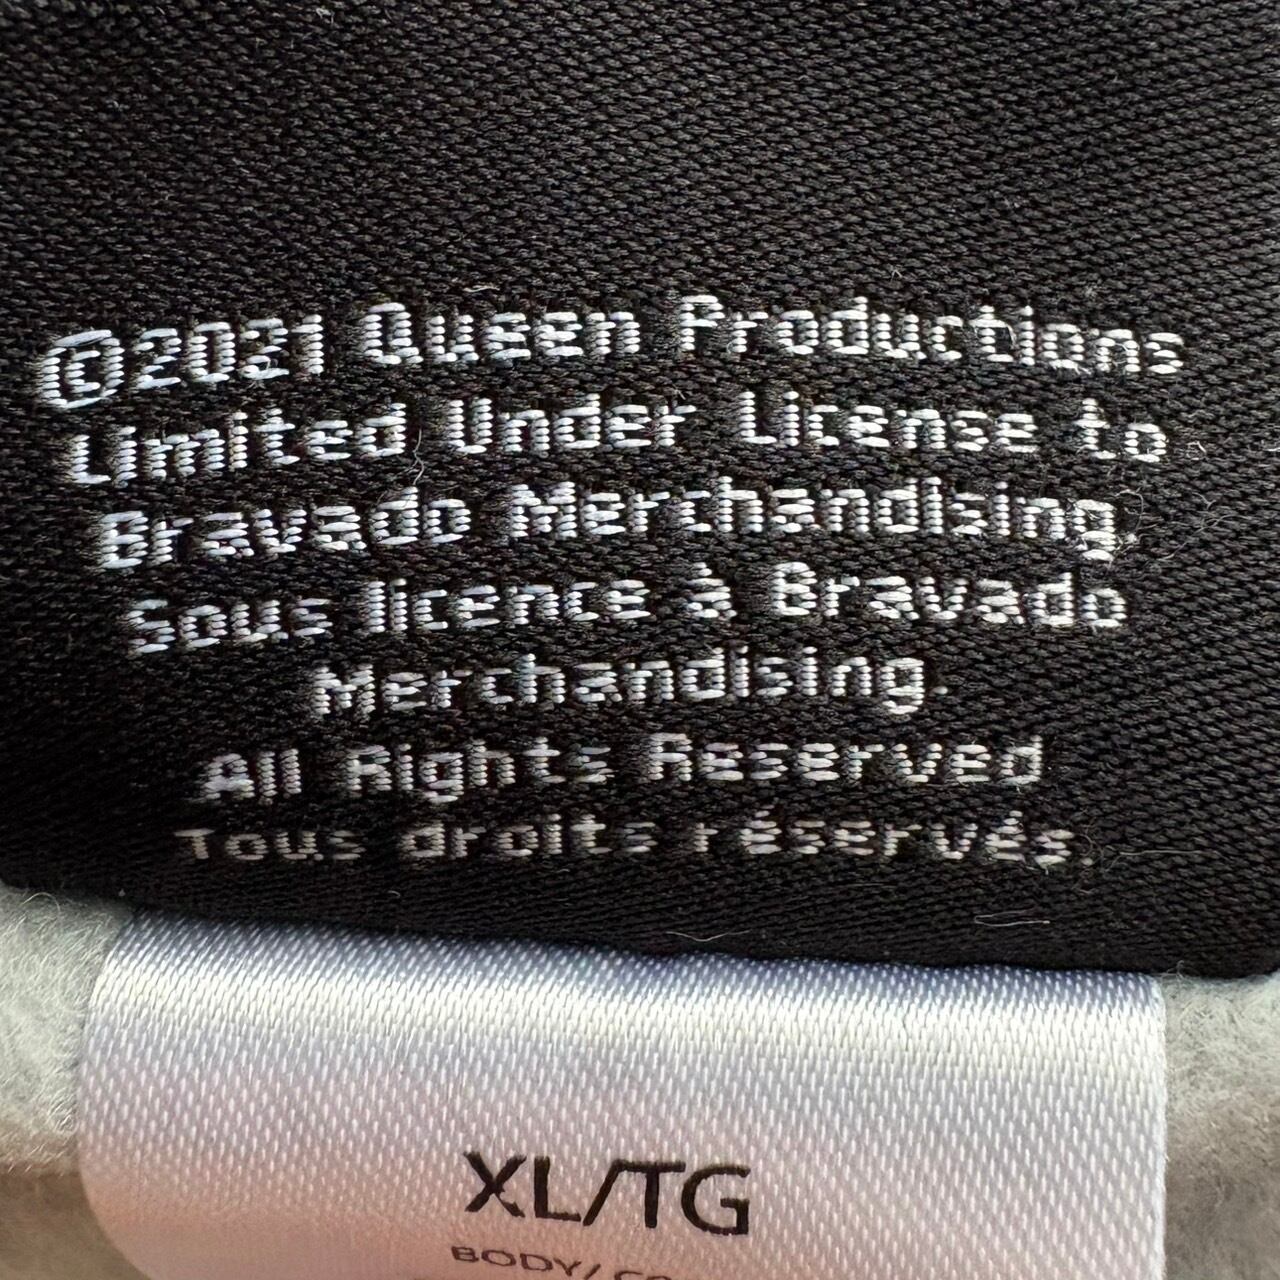 ©2021 Queen Productions
Limited Under License to
Bravado Merchandising.
Sous licence à Bravado
Merchandising.
All Rights Reserved
Tous droits réservés.
XL/TG
BODY/